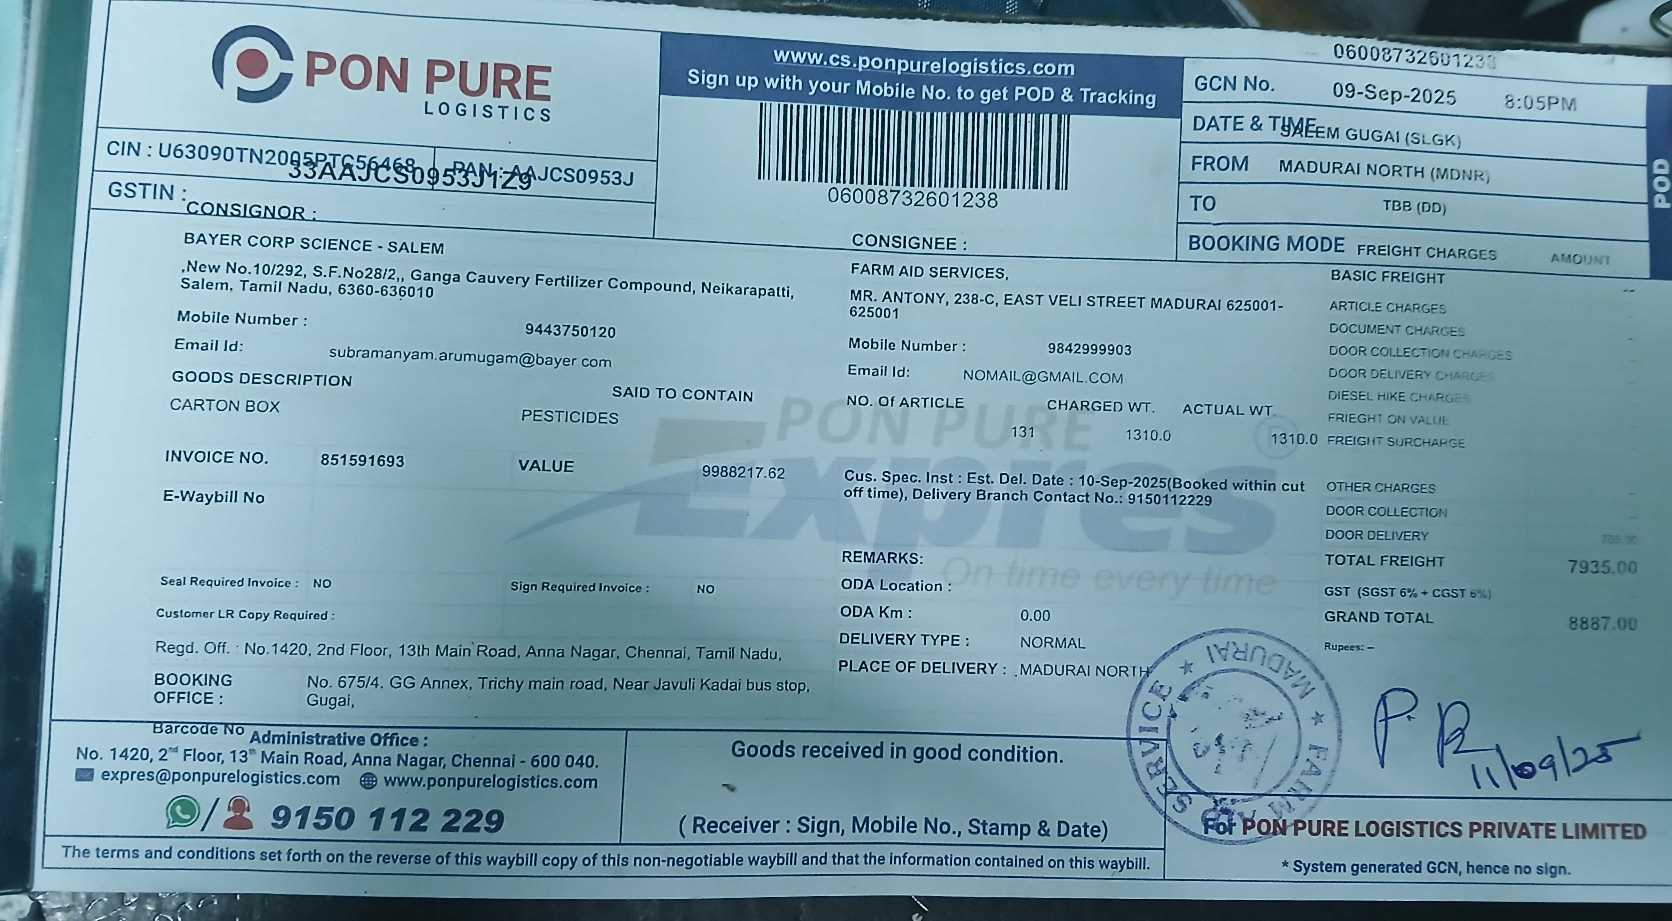 PON PURE
LOGISTICS
www.cs.ponpurelogistics.com
Sign up with your Mobile No. to get POD & Tracking
06008732601238
GCN No. 06008732601238
DATE & TIME 09-Sep-2025 8:05PM
FROM SALEM GUGAI (SLGK)
TO MADURAI NORTH (MDNR)
BOOKING MODE TBB (DD)
POD
CIN : U63090TN2005PTC56468 PAN : AAJCS0953J
GSTIN : 33AAJCS0953J1Z9
CONSIGNOR :
BAYER CORP SCIENCE - SALEM
,New No.10/292, S.F.No28/2,, Ganga Cauvery Fertilizer Compound, Neikarapatti,
Salem, Tamil Nadu, 6360-636010
Mobile Number : 9443750120
Email Id: subramanyam.arumugam@bayer com
GOODS DESCRIPTION SAID TO CONTAIN
CARTON BOX PESTICIDES
INVOICE NO. 851591693 VALUE 9988217.62
E-Waybill No
Seal Required Invoice : NO Sign Required Invoice : NO
Customer LR Copy Required :
Regd. Off. : No.1420, 2nd Floor, 13th Main Road, Anna Nagar, Chennai, Tamil Nadu,
BOOKING OFFICE : No. 675/4, GG Annex, Trichy main road, Near Javuli Kadai bus stop,
Gugai,
Barcode No
CONSIGNEE :
FARM AID SERVICES,
MR. ANTONY, 238-C, EAST VELI STREET MADURAI 625001-
625001
Mobile Number : 9842999903
Email Id: NOMAIL@GMAIL.COM
NO. Of ARTICLE CHARGED WT. ACTUAL WT.
131 1310.0 1310.0
Cus. Spec. Inst : Est. Del. Date : 10-Sep-2025(Booked within cut
off time), Delivery Branch Contact No.: 9150112229
REMARKS:
ODA Location :
ODA Km : 0.00
DELIVERY TYPE : NORMAL
PLACE OF DELIVERY : MADURAI NORTH
PON PURE
Expres
On time every time
FREIGHT CHARGES AMOUNT
BASIC FREIGHT --
ARTICLE CHARGES
DOCUMENT CHARGES
DOOR COLLECTION CHARGES
DOOR DELIVERY CHARGES
DIESEL HIKE CHARGES
FRIEGHT ON VALUE
FREIGHT SURCHARGE
OTHER CHARGES
DOOR COLLECTION
DOOR DELIVERY
TOTAL FREIGHT 7935.00
GST (SGST 6% + CGST 6%)
GRAND TOTAL 8887.00
Rupees: --
P. R
11/09/25
FARM AID SERVICE ★ MADURAI ★
Administrative Office :
No. 1420, 2nd Floor, 13th Main Road, Anna Nagar, Chennai - 600 040.
expres@ponpurelogistics.com www.ponpurelogistics.com
9150 112 229
Goods received in good condition.
( Receiver : Sign, Mobile No., Stamp & Date)
For PON PURE LOGISTICS PRIVATE LIMITED
* System generated GCN, hence no sign.
The terms and conditions set forth on the reverse of this waybill copy of this non-negotiable waybill and that the information contained on this waybill.